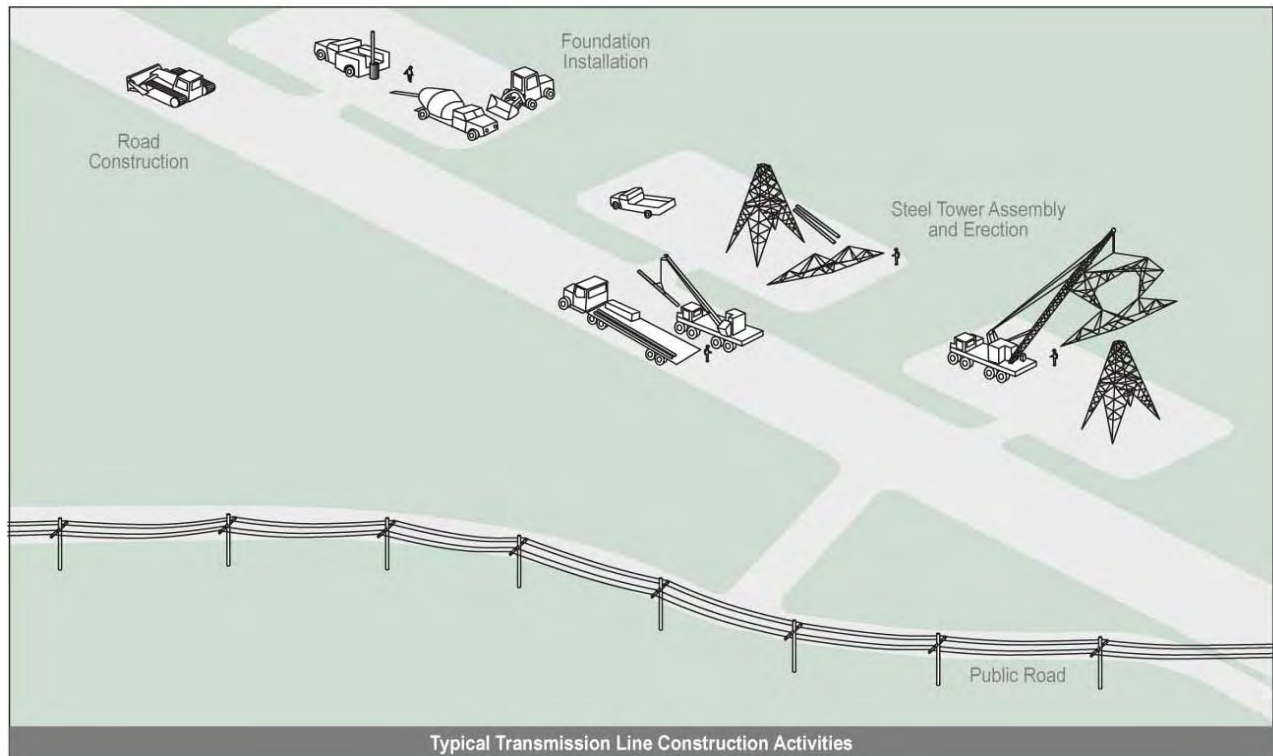 Foundation
Installation
Road
Construction
Steel Tower Assembly
and Erection
Public Road
Typical Transmission Line Construction Activities